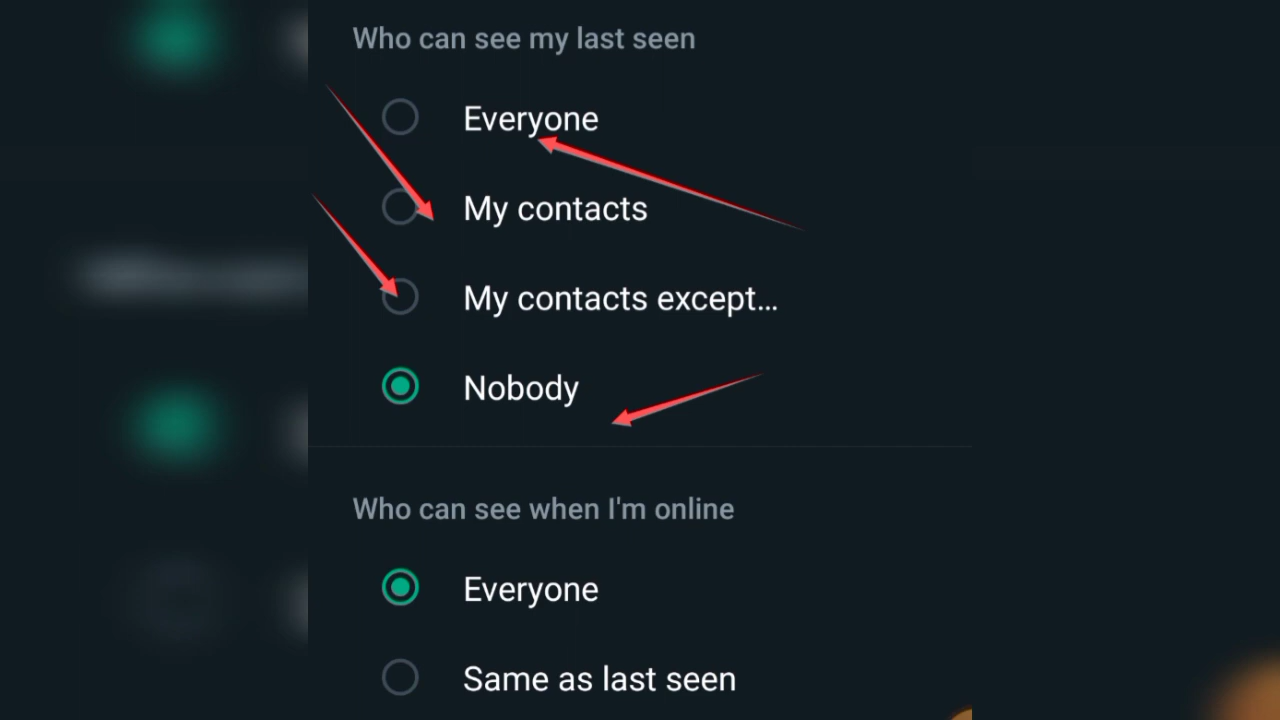 Who can see my last seen
Everyone
My contacts
My contacts except...
Nobody
Who can see when I'm online
Everyone
Same as last seen